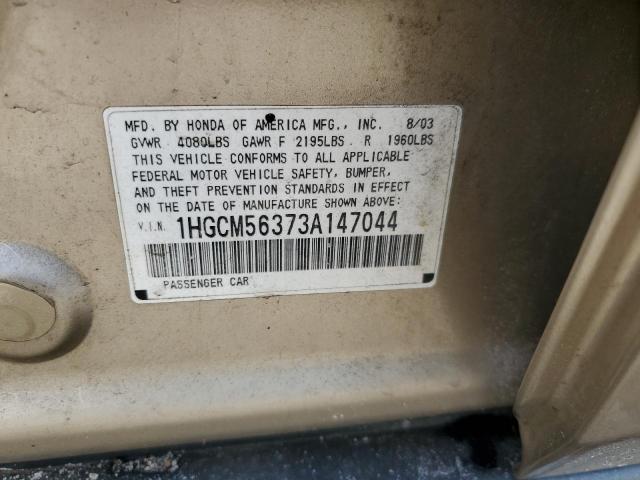 MFD. BY HONDA OF AMERICA MFG., INC. 8/03
GVWR 4080LBS GAWR F 2195LBS. R 1960LBS
THIS VEHICLE CONFORMS TO ALL APPLICABLE
FEDERAL MOTOR VEHICLE SAFETY, BUMPER,
AND THEFT PREVENTION STANDARDS IN EFFECT
ON THE DATE OF MANUFACTURE SHOWN ABOVE:
V.I.N. 1HGCM56373A147044
PASSENGER CAR